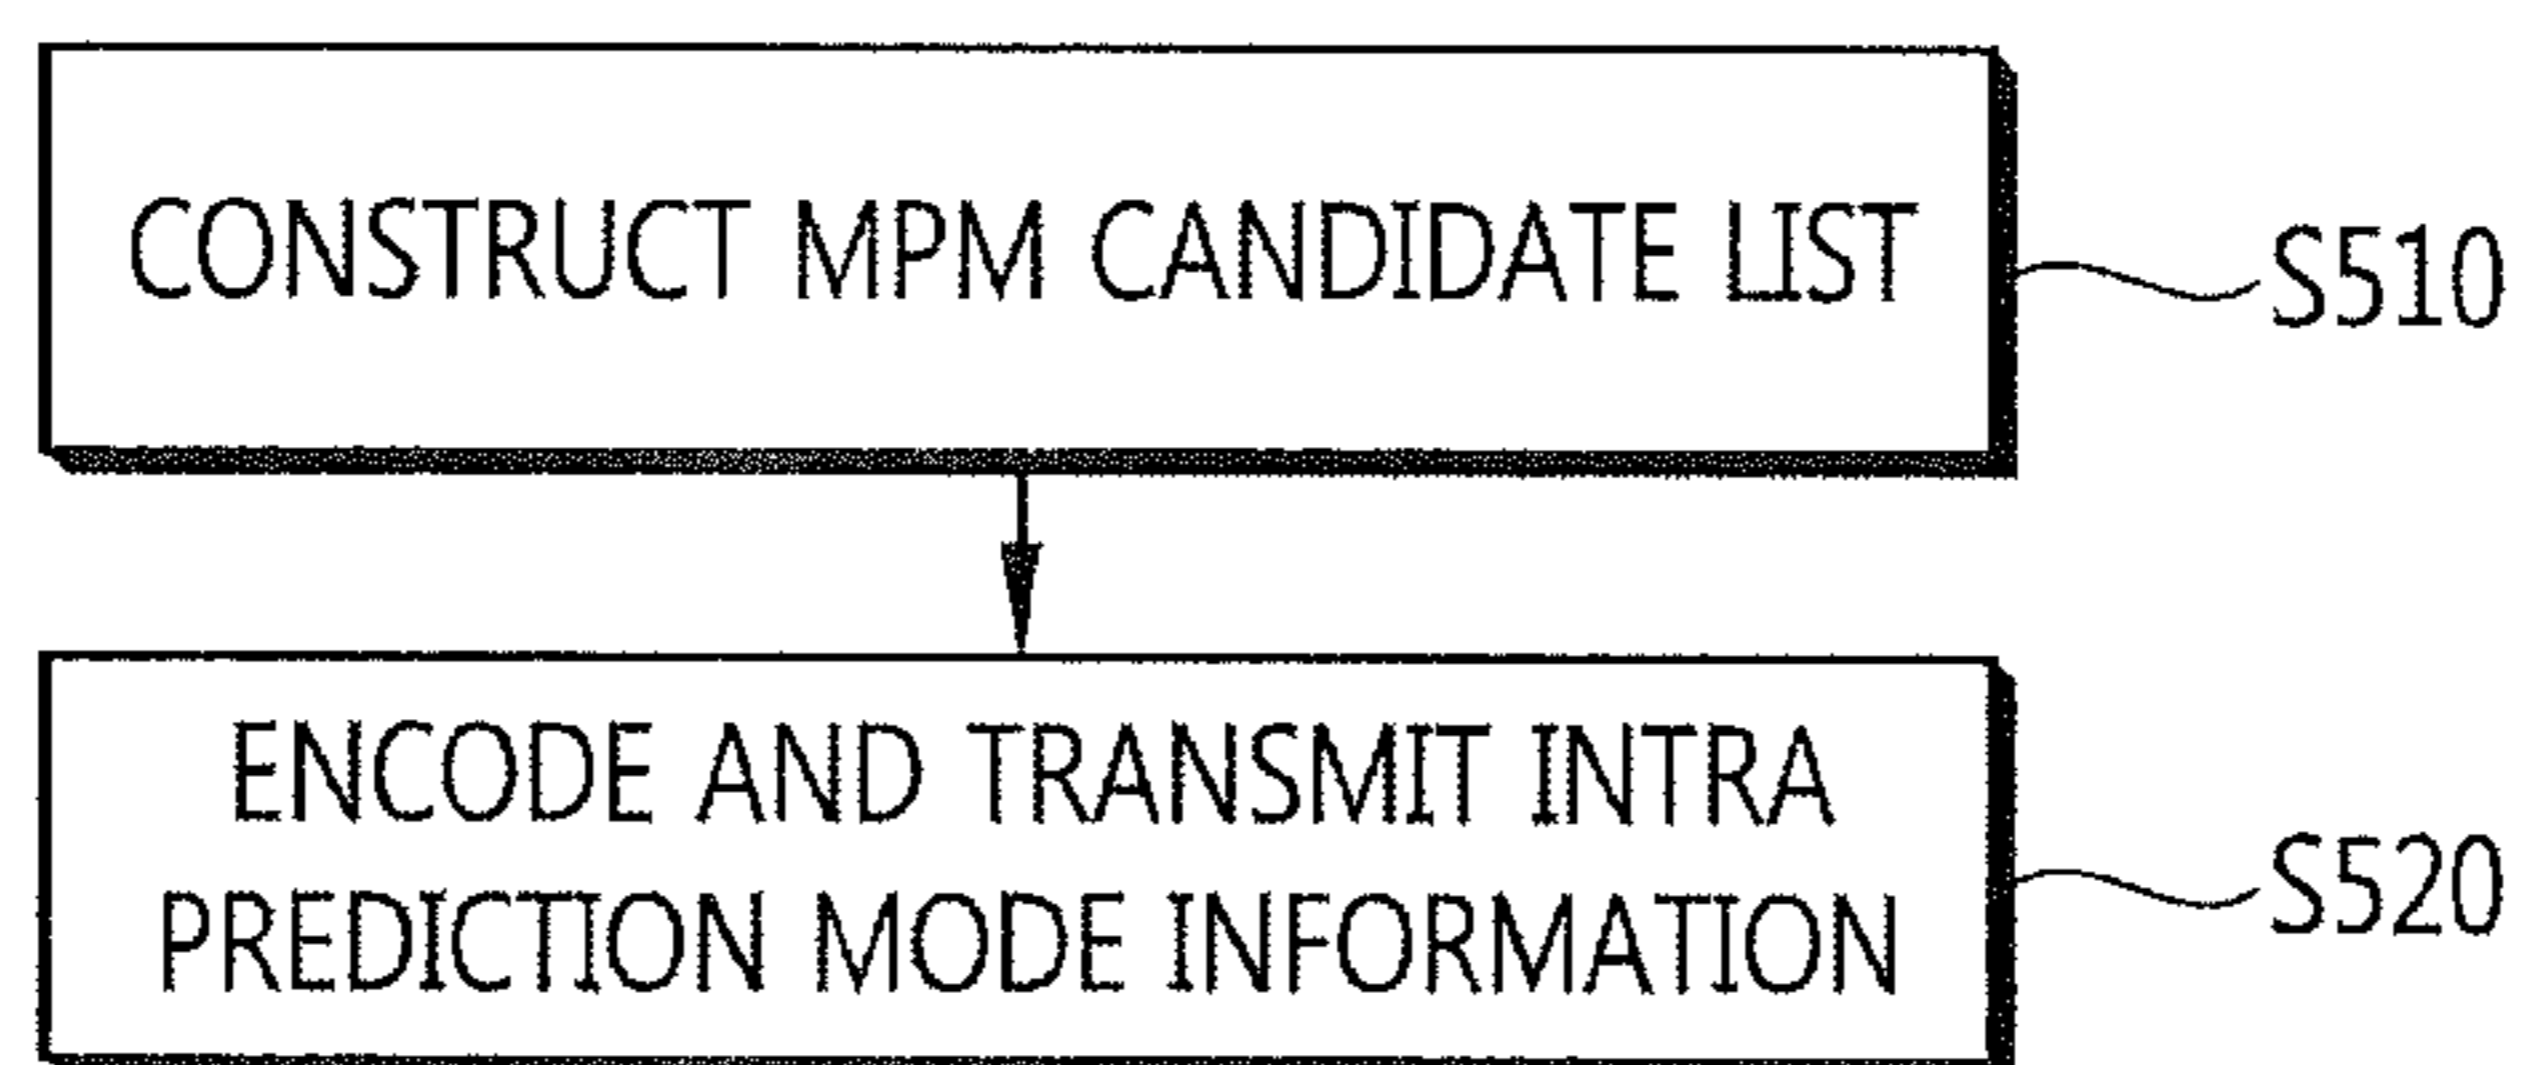 CONSTRUCT MPM CANDIDATE LIST
S510
ENCODE AND TRANSMIT INTRA
PREDICTION MODE INFORMATION
S520